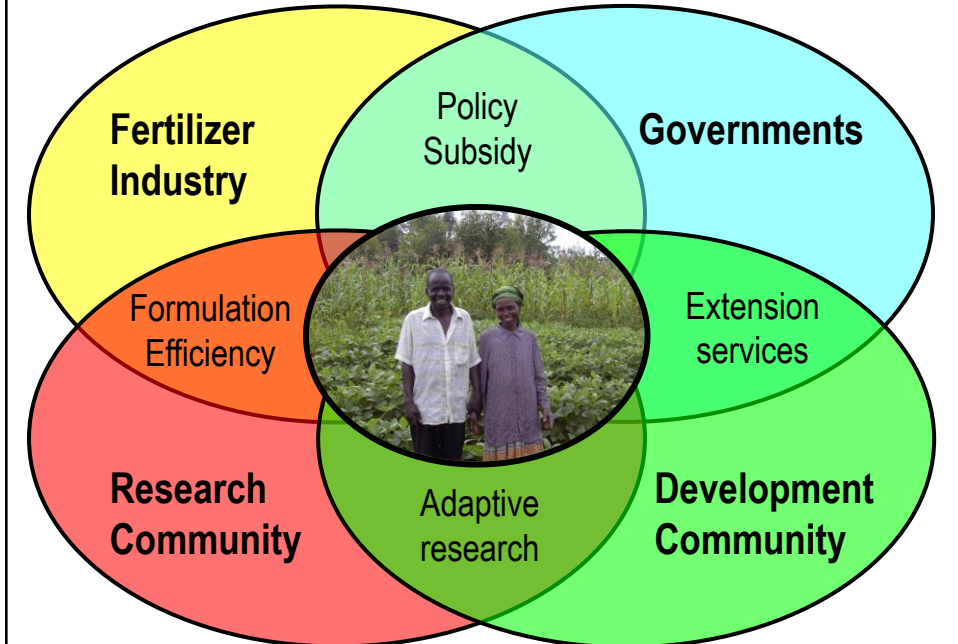 Fertilizer
Industry
Policy
Subsidy
Governments
Formulation
Efficiency
Extension
services
Research
Community
Adaptive
research
Development
Community